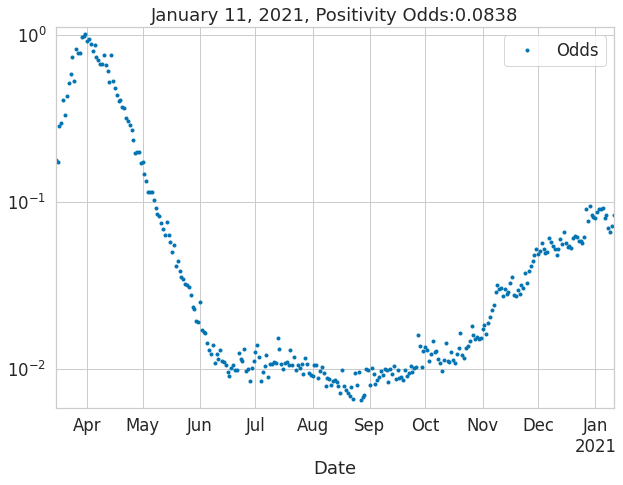 January 11, 2021, Positivity Odds:0.0838
10⁰
Odds
10⁻¹
10⁻²
Apr May Jun Jul Aug Sep Oct Nov Dec Jan
2021
Date